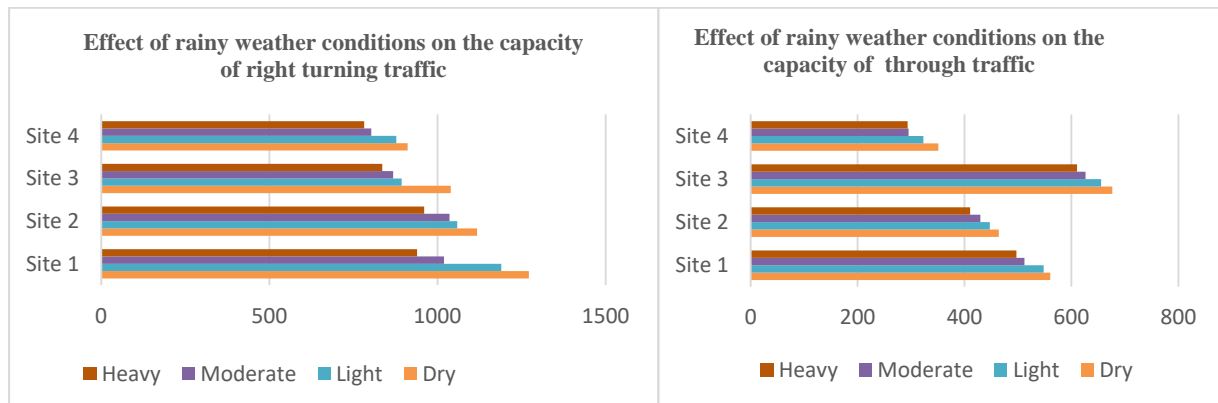 Effect of rainy weather conditions on the capacity
of right turning traffic
Site 4
Site 3
Site 2
Site 1
0 500 1000 1500
Heavy Moderate Light Dry
Effect of rainy weather conditions on the
capacity of through traffic
Site 4
Site 3
Site 2
Site 1
0 200 400 600 800
Heavy Moderate Light Dry